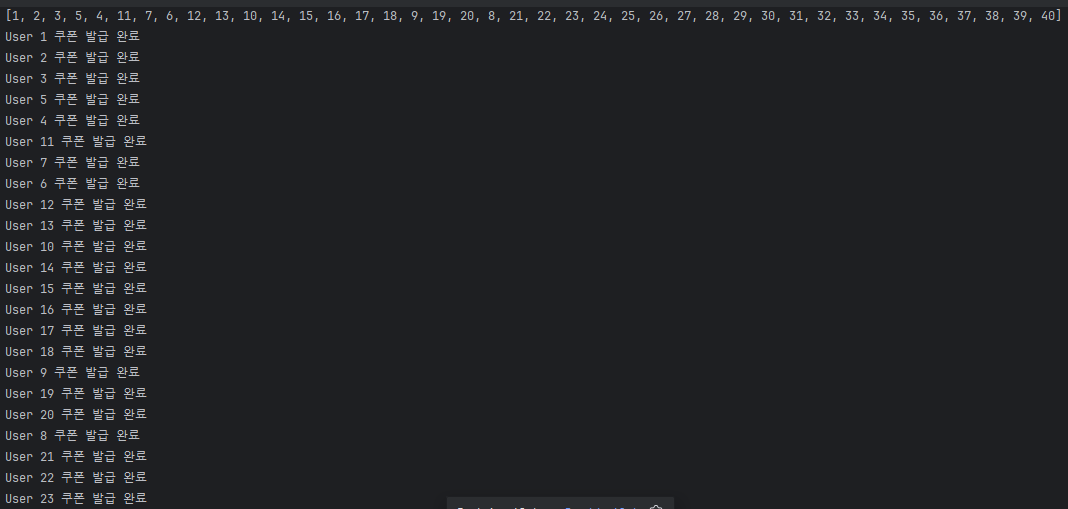 [1, 2, 3, 5, 4, 11, 7, 6, 12, 13, 10, 14, 15, 16, 17, 18, 9, 19, 20, 8, 21, 22, 23, 24, 25, 26, 27, 28, 29, 30, 31, 32, 33, 34, 35, 36, 37, 38, 39, 40]
User 1 쿠폰 발급 완료
User 2 쿠폰 발급 완료
User 3 쿠폰 발급 완료
User 5 쿠폰 발급 완료
User 4 쿠폰 발급 완료
User 11 쿠폰 발급 완료
User 7 쿠폰 발급 완료
User 6 쿠폰 발급 완료
User 12 쿠폰 발급 완료
User 13 쿠폰 발급 완료
User 10 쿠폰 발급 완료
User 14 쿠폰 발급 완료
User 15 쿠폰 발급 완료
User 16 쿠폰 발급 완료
User 17 쿠폰 발급 완료
User 18 쿠폰 발급 완료
User 9 쿠폰 발급 완료
User 19 쿠폰 발급 완료
User 20 쿠폰 발급 완료
User 8 쿠폰 발급 완료
User 21 쿠폰 발급 완료
User 22 쿠폰 발급 완료
User 23 쿠폰 발급 완료